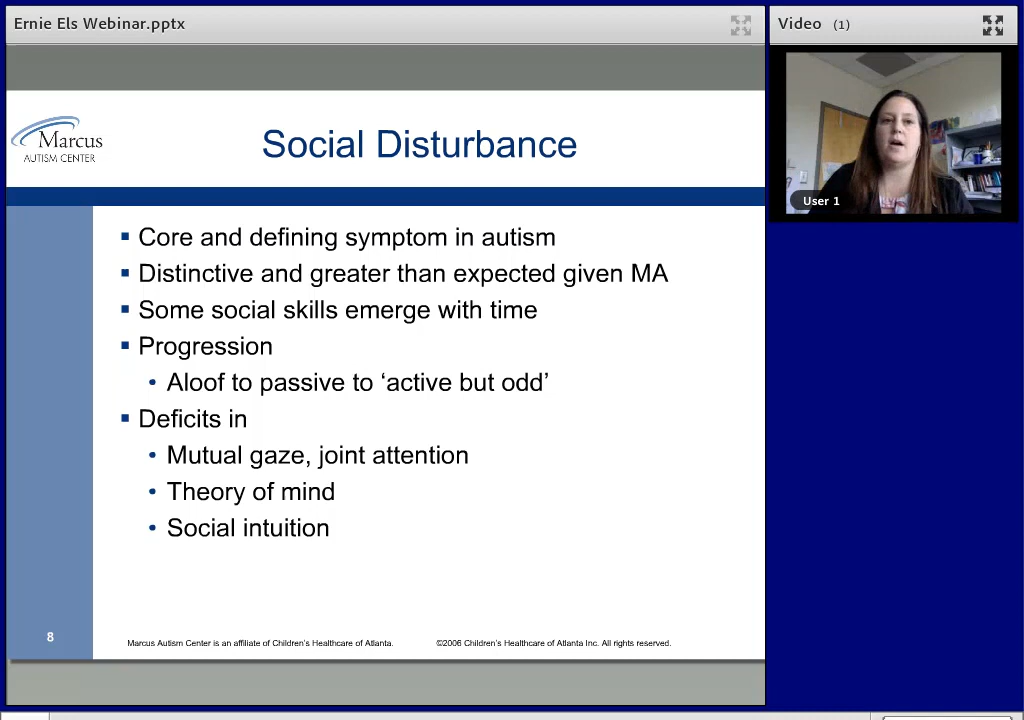 Ernie Els Webinar.pptx
Video (1)
Marcus
AUTISM CENTER
Social Disturbance
User 1
▪ Core and defining symptom in autism
▪ Distinctive and greater than expected given MA
▪ Some social skills emerge with time
▪ Progression
• Aloof to passive to ‘active but odd’
▪ Deficits in
• Mutual gaze, joint attention
• Theory of mind
• Social intuition
8
Marcus Autism Center is an affiliate of Children's Healthcare of Atlanta. ©2006 Children's Healthcare of Atlanta Inc. All rights reserved.